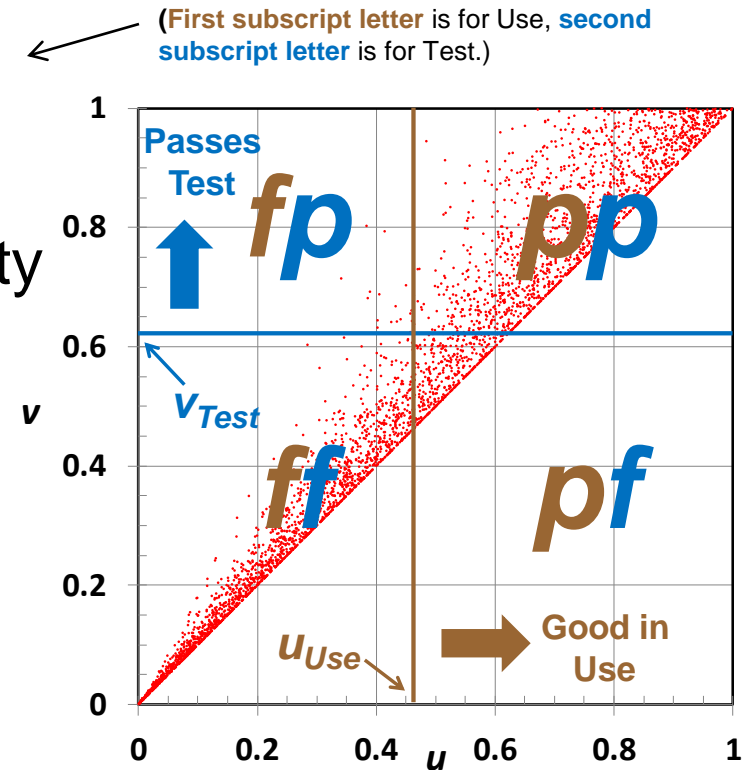 (First subscript letter is for Use, second
subscript letter is for Test.)
ty
1
Passes
Test
fp
pp
0.8
0.6
vTest
v
ff
pf
0.4
0.2
uUse
Good in
Use
0
0 0.2 0.4 u 0.6 0.8 1